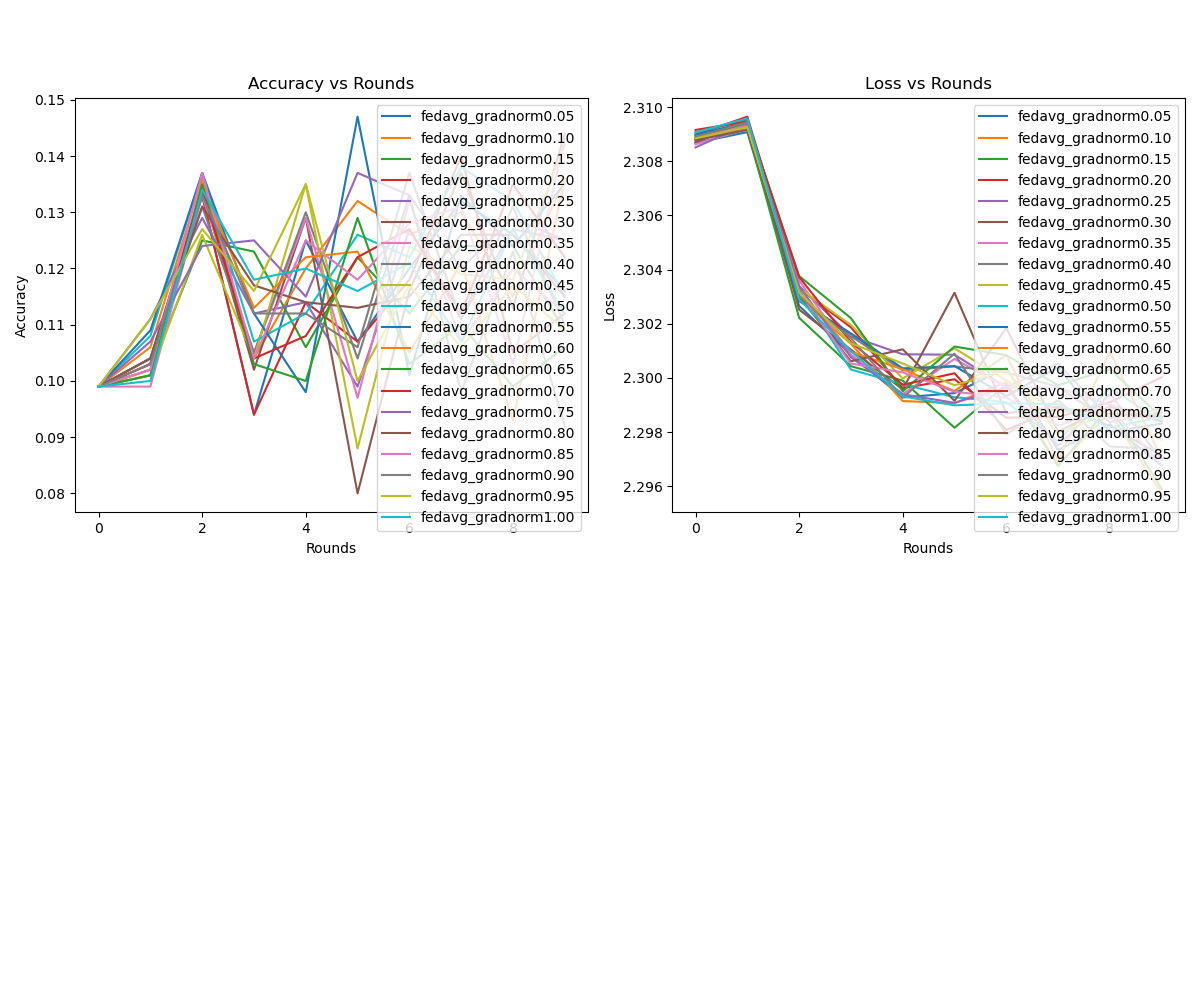 Accuracy vs Rounds
Accuracy
0.15
0.14
0.13
0.12
0.11
0.10
0.09
0.08
0
2
4
6
8
Rounds
fedavg_gradnorm0.05
fedavg_gradnorm0.10
fedavg_gradnorm0.15
fedavg_gradnorm0.20
fedavg_gradnorm0.25
fedavg_gradnorm0.30
fedavg_gradnorm0.35
fedavg_gradnorm0.40
fedavg_gradnorm0.45
fedavg_gradnorm0.50
fedavg_gradnorm0.55
fedavg_gradnorm0.60
fedavg_gradnorm0.65
fedavg_gradnorm0.70
fedavg_gradnorm0.75
fedavg_gradnorm0.80
fedavg_gradnorm0.85
fedavg_gradnorm0.90
fedavg_gradnorm0.95
fedavg_gradnorm1.00
Loss vs Rounds
Loss
2.310
2.308
2.306
2.304
2.302
2.300
2.298
2.296
0
2
4
6
8
Rounds
fedavg_gradnorm0.05
fedavg_gradnorm0.10
fedavg_gradnorm0.15
fedavg_gradnorm0.20
fedavg_gradnorm0.25
fedavg_gradnorm0.30
fedavg_gradnorm0.35
fedavg_gradnorm0.40
fedavg_gradnorm0.45
fedavg_gradnorm0.50
fedavg_gradnorm0.55
fedavg_gradnorm0.60
fedavg_gradnorm0.65
fedavg_gradnorm0.70
fedavg_gradnorm0.75
fedavg_gradnorm0.80
fedavg_gradnorm0.85
fedavg_gradnorm0.90
fedavg_gradnorm0.95
fedavg_gradnorm1.00